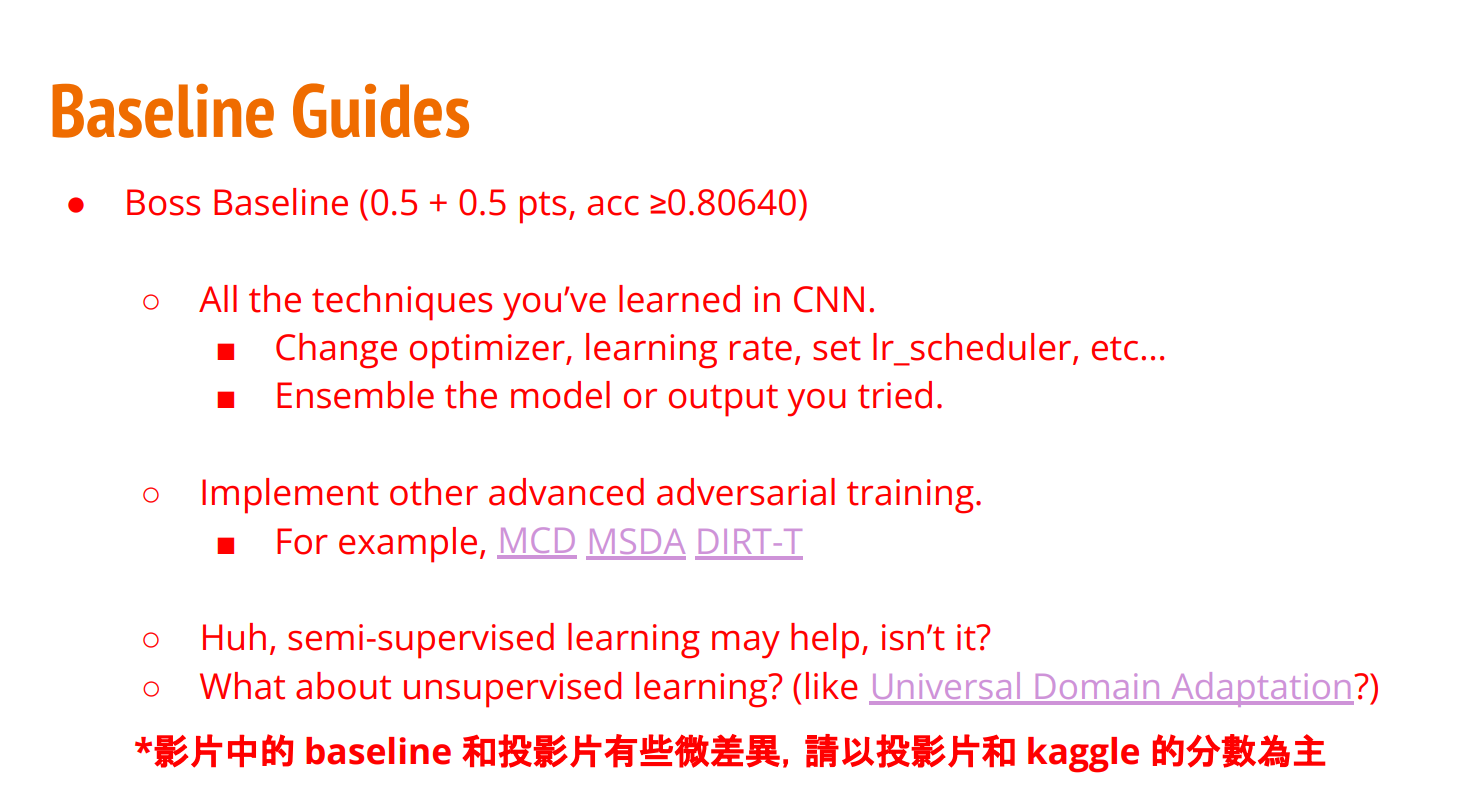 Baseline Guides
● Boss Baseline (0.5 + 0.5 pts, acc ≥0.80640)
○ All the techniques you’ve learned in CNN.
■ Change optimizer, learning rate, set lr_scheduler, etc...
■ Ensemble the model or output you tried.
○ Implement other advanced adversarial training.
■ For example, MCD MSDA DIRT-T
○ Huh, semi-supervised learning may help, isn’t it?
○ What about unsupervised learning? (like Universal Domain Adaptation?)
*影片中的 baseline 和投影片有些微差異，請以投影片和 kaggle 的分數為主